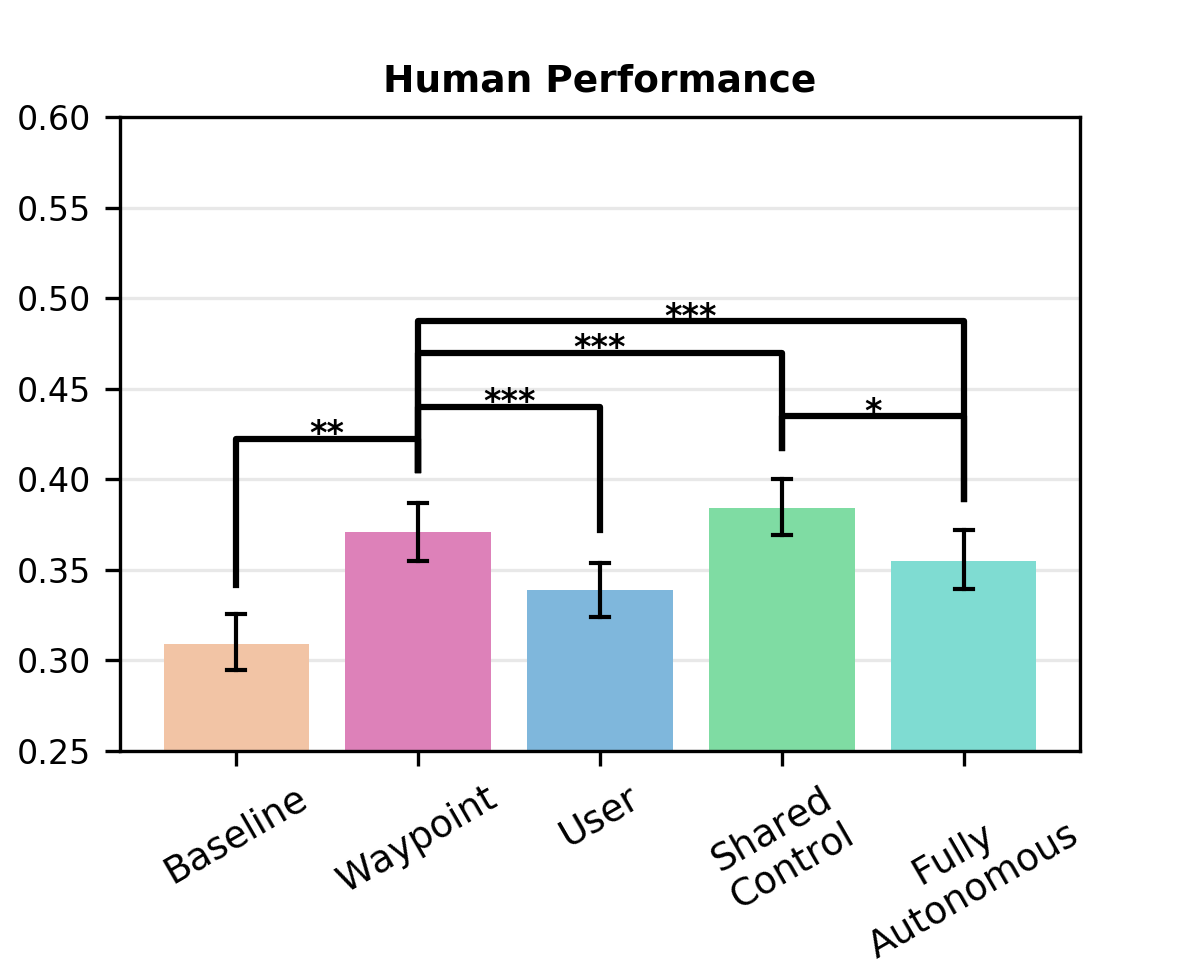 Human Performance
0.60
0.55
0.50
***
***
0.45
***
*
**
0.40
0.35
0.30
0.25
Baseline
Waypoint
User
Shared
Control
Fully
Autonomous